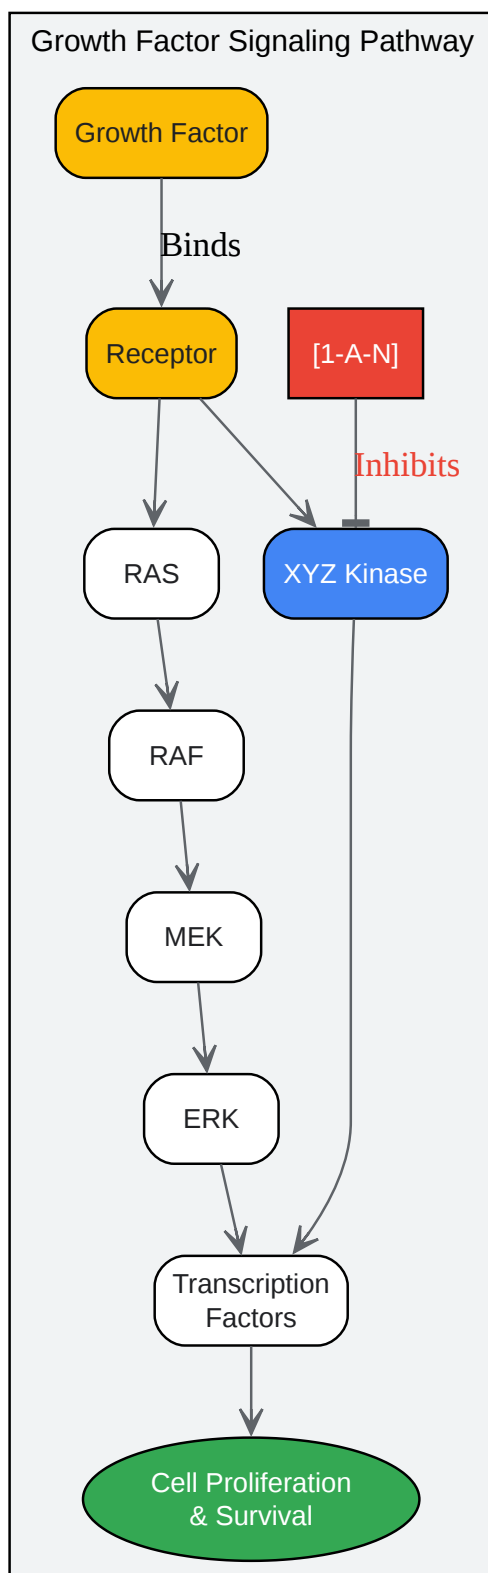 Growth Factor Signaling Pathway
Growth Factor
Binds
Receptor
[1-A-N]
Inhibits
RAS
XYZ Kinase
RAF
MEK
ERK
Transcription
Factors
Cell Proliferation
& Survival